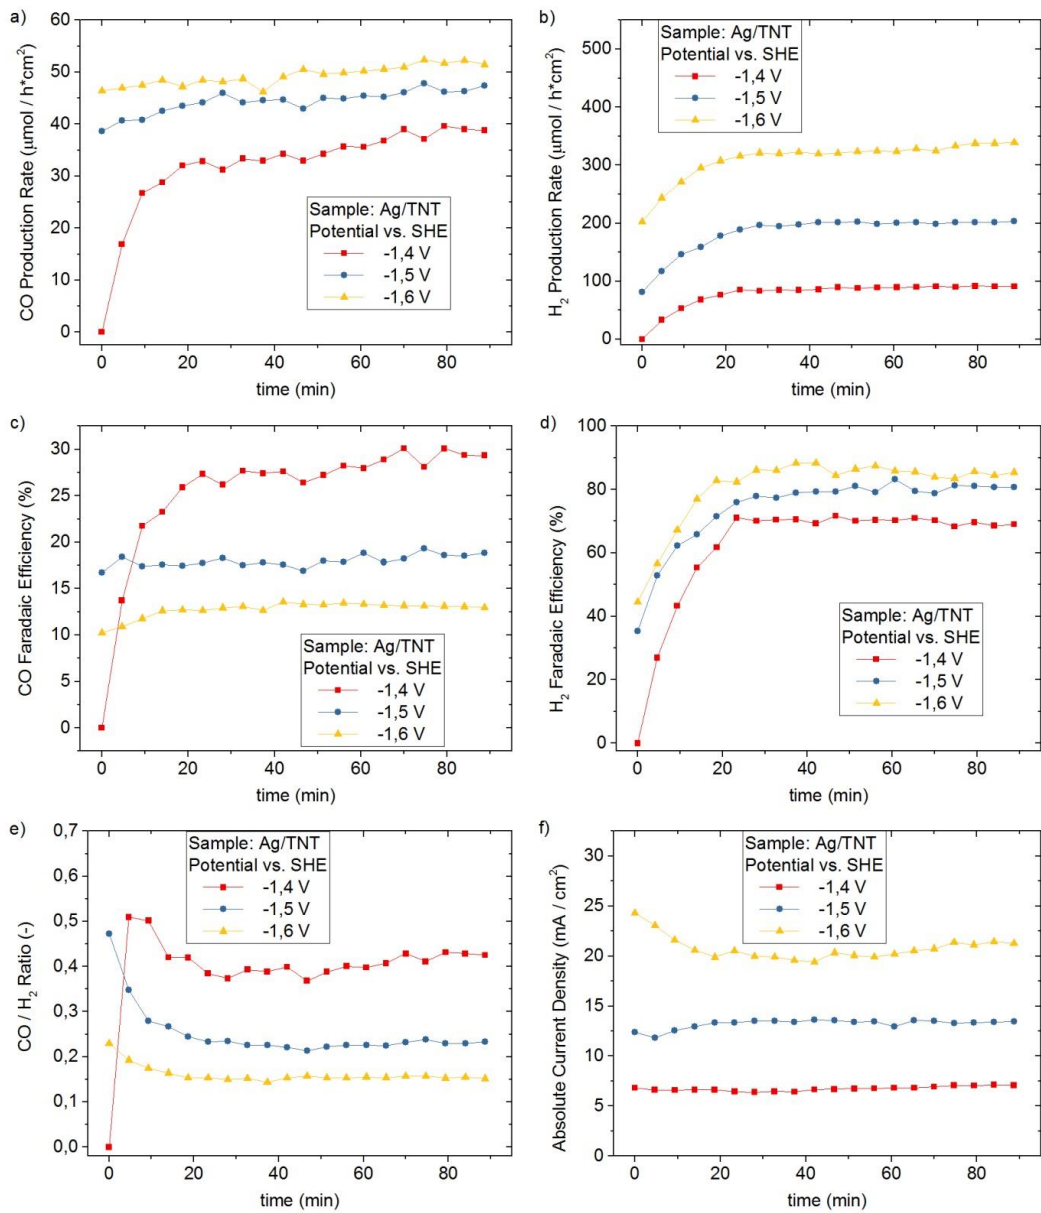 a)
CO Production Rate (µmol / h*cm²)
60
50
40
30
20
10
0
0 20 40 60 80
time (min)
Sample: Ag/TNT
Potential vs. SHE
-1,4 V
-1,5 V
-1,6 V
b)
H₂ Production Rate (µmol / h*cm²)
500
400
300
200
100
0
0 20 40 60 80
time (min)
Sample: Ag/TNT
Potential vs. SHE
-1,4 V
-1,5 V
-1,6 V
c)
CO Faradaic Efficiency (%)
30
25
20
15
10
5
0
0 20 40 60 80
time (min)
Sample: Ag/TNT
Potential vs. SHE
-1,4 V
-1,5 V
-1,6 V
d)
H₂ Faradaic Efficiency (%)
100
80
60
40
20
0
0 20 40 60 80
time (min)
Sample: Ag/TNT
Potential vs. SHE
-1,4 V
-1,5 V
-1,6 V
e)
CO / H₂ Ratio (-)
0,7
0,6
0,5
0,4
0,3
0,2
0,1
0,0
0 20 40 60 80
time (min)
Sample: Ag/TNT
Potential vs. SHE
-1,4 V
-1,5 V
-1,6 V
f)
Absolute Current Density (mA / cm²)
30
25
20
15
10
5
0
0 20 40 60 80
time (min)
Sample: Ag/TNT
Potential vs. SHE
-1,4 V
-1,5 V
-1,6 V